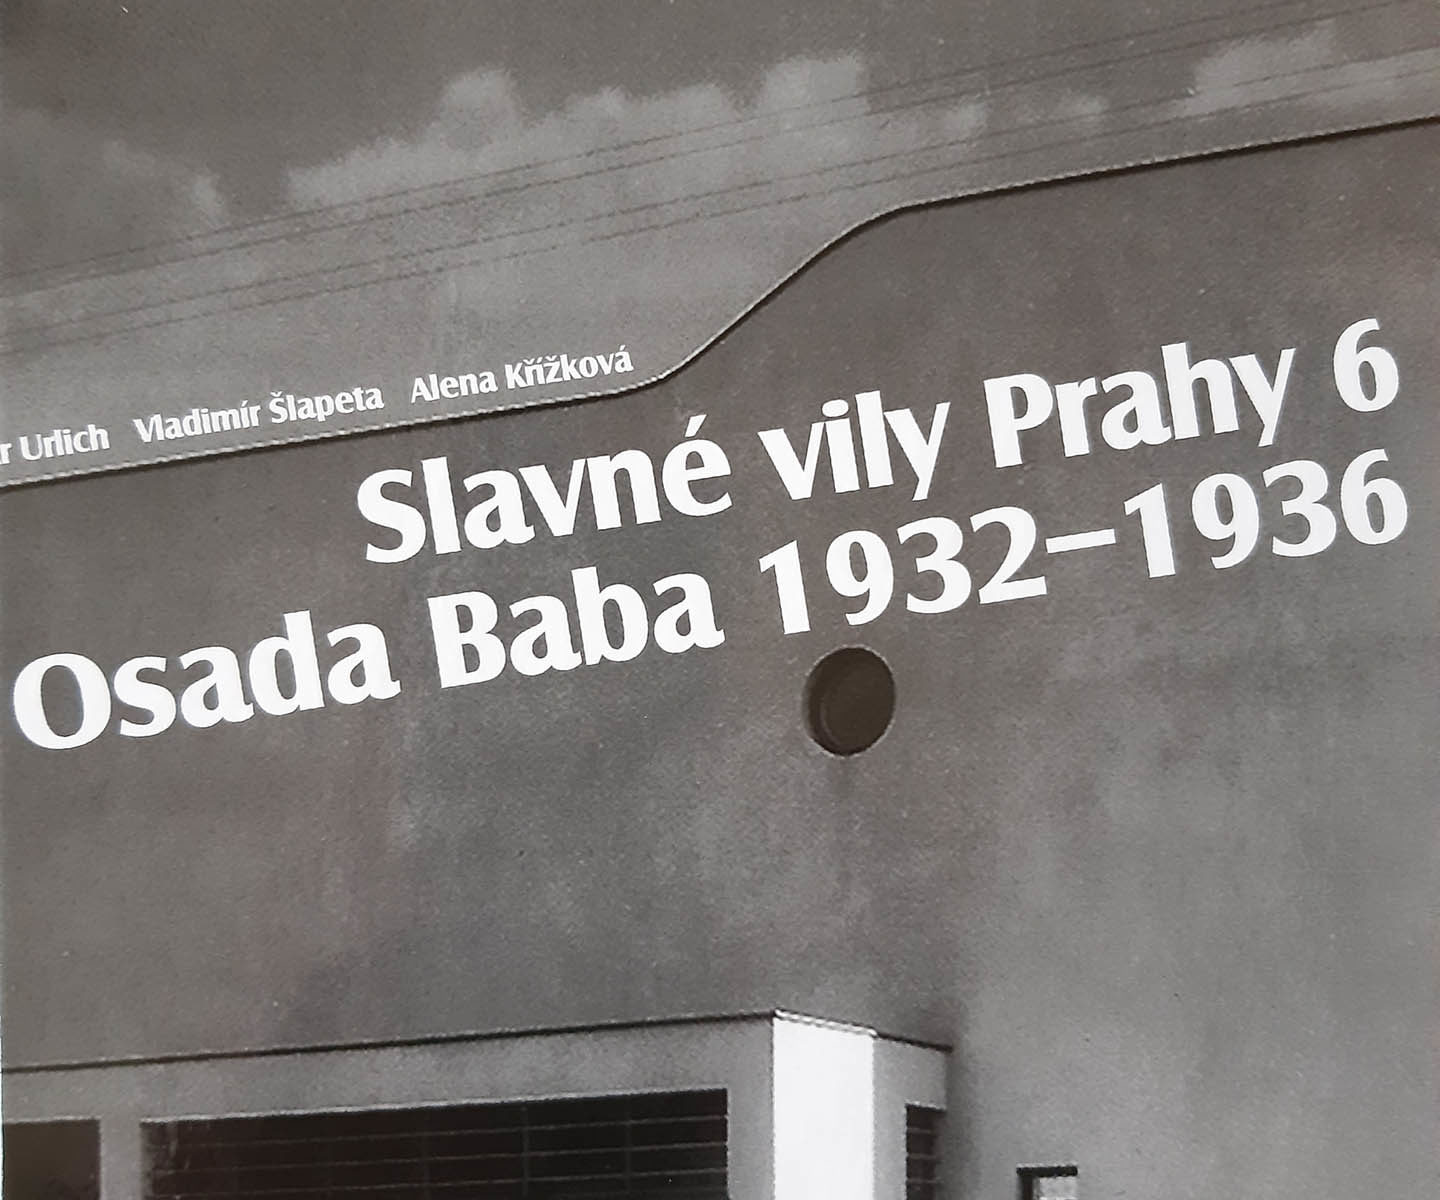 r Urlich Vladimír Šlapeta Alena Křížková
Slavné vily Prahy 6
Osada Baba 1932–1936